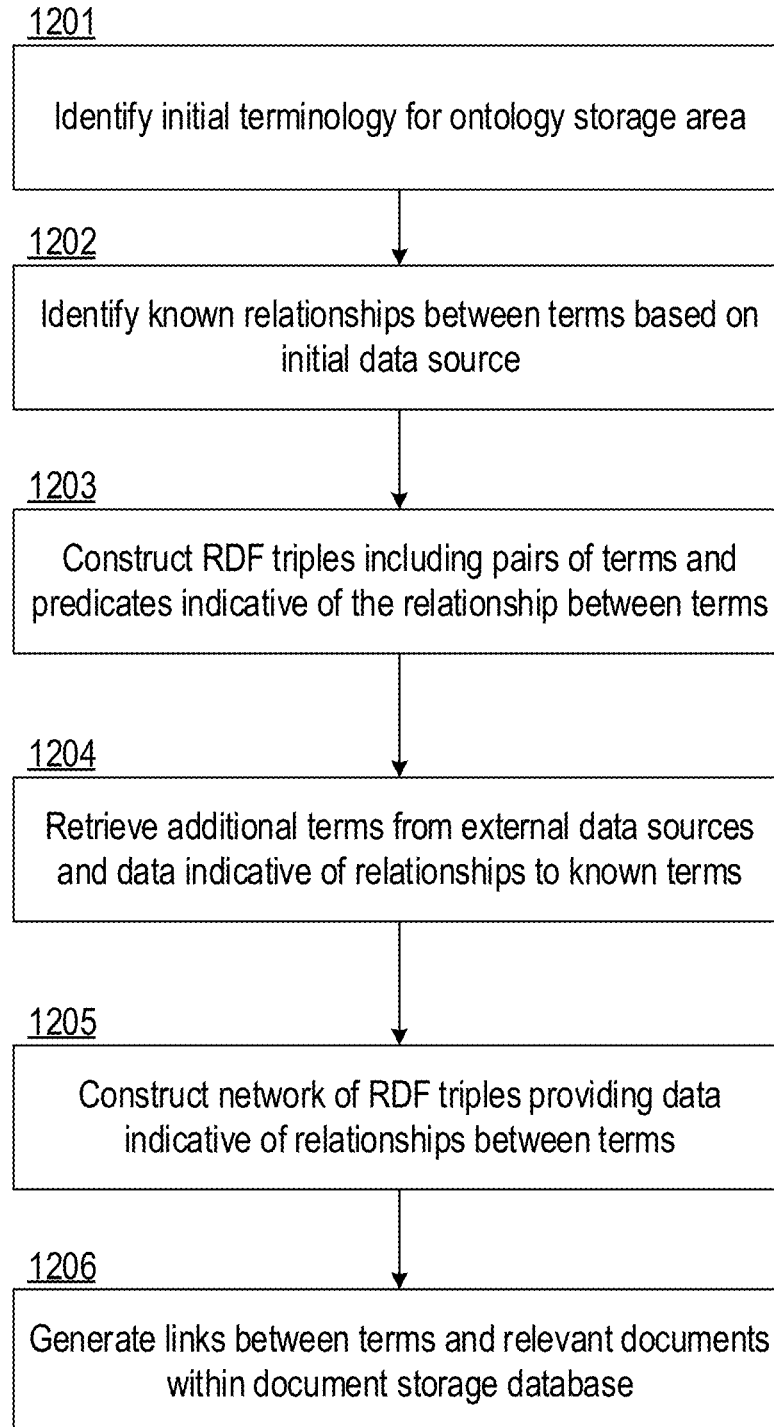 1201
Identify initial terminology for ontology storage area
1202
Identify known relationships between terms based on
initial data source
1203
Construct RDF triples including pairs of terms and
predicates indicative of the relationship between terms
1204
Retrieve additional terms from external data sources
and data indicative of relationships to known terms
1205
Construct network of RDF triples providing data
indicative of relationships between terms
1206
Generate links between terms and relevant documents
within document storage database